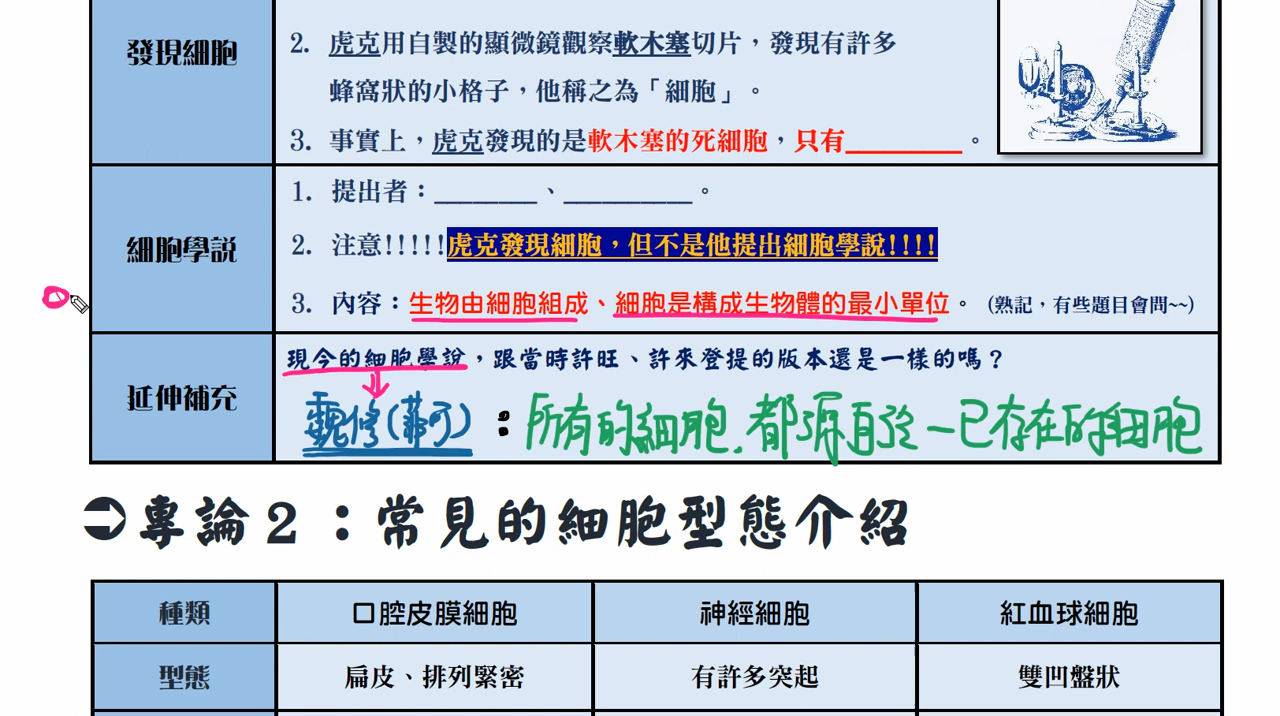 發現細胞
2. 虎克用自製的顯微鏡觀察軟木塞切片，發現有許多
蜂窩狀的小格子，他稱之為「細胞」。
3. 事實上，虎克發現的是軟木塞的死細胞，只有_________。
細胞學說
1. 提出者：________、__________。
2. 注意!!!!!虎克發現細胞，但不是他提出細胞學說!!!!
3. 內容：生物由細胞組成、細胞是構成生物體的最小單位。（熟記，有些題目會問~~）
延伸補充
現今的細胞學說，跟當時許旺、許來登提的版本還是一樣的嗎？
魏修(蕭)：所有的細胞.都源自於一已存在的細胞
➲專論2：常見的細胞型態介紹
種類 口腔皮膜細胞 神經細胞 紅血球細胞
型態 扁皮、排列緊密 有許多突起 雙凹盤狀